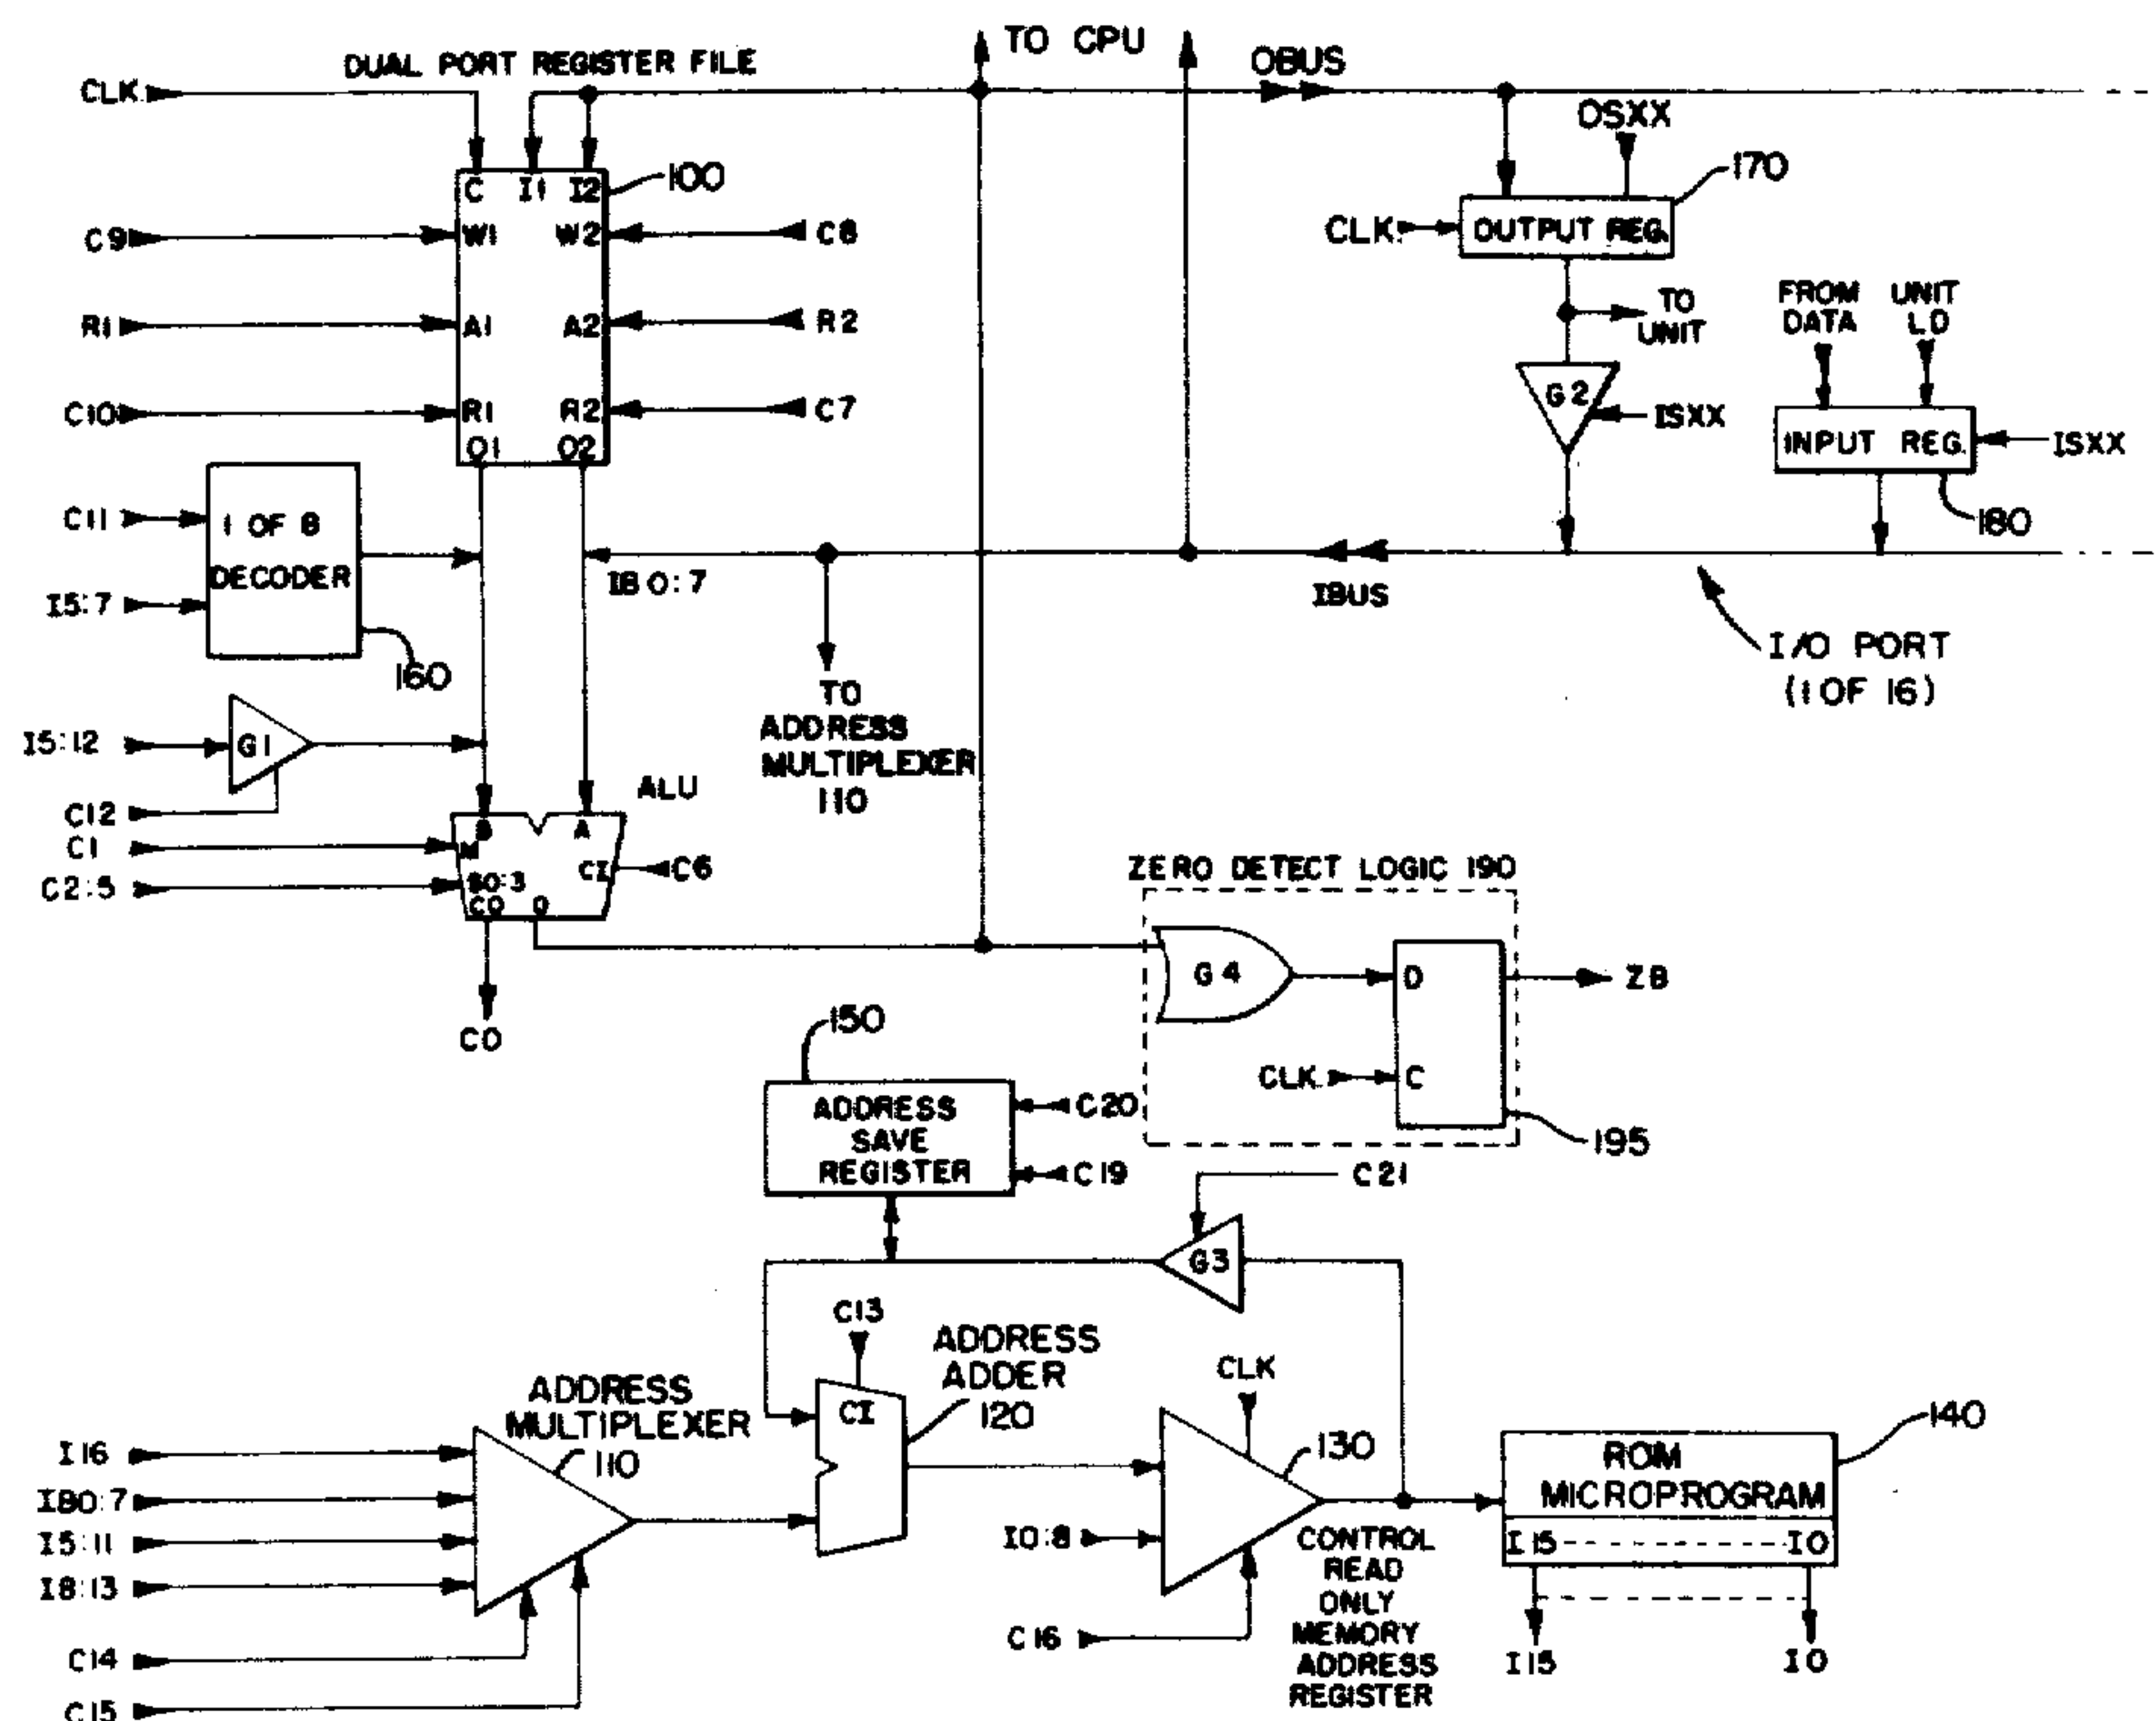 TO CPU
DUAL PORT REGISTER FILE
OBUS
CLK
OSXX
C I1 I2
100
170
C9
W1 W2
C8
CLK
OUTPUT REG.
R1
A1 A2
R2
TO
UNIT
FROM UNIT
DATA LD
C10
R1 R2
C7
O1 O2
G2
ISXX
INPUT REG.
ISXX
180
C11
1 OF 8
DECODER
I5:7
160
IB0:7
IBUS
I/O PORT
(1 OF 16)
TO
ADDRESS
MULTIPLEXER
110
I5:12
G1
C12
ALU
C1
B A
M
CI
C6
C2:5
S0:3
CO O
CO
ZERO DETECT LOGIC 190
G4
D
ZB
CLK
C
195
150
ADDRESS
SAVE
REGISTER
C20
C19
C21
G3
C13
CI
ADDRESS
ADDER
120
CLK
ADDRESS
MULTIPLEXER
110
130
140
I16
IB0:7
I5:11
I8:13
C14
C15
I0:8
C16
CONTROL
READ
ONLY
MEMORY
ADDRESS
REGISTER
ROM
MICROPROGRAM
I15 I0
I15 I0